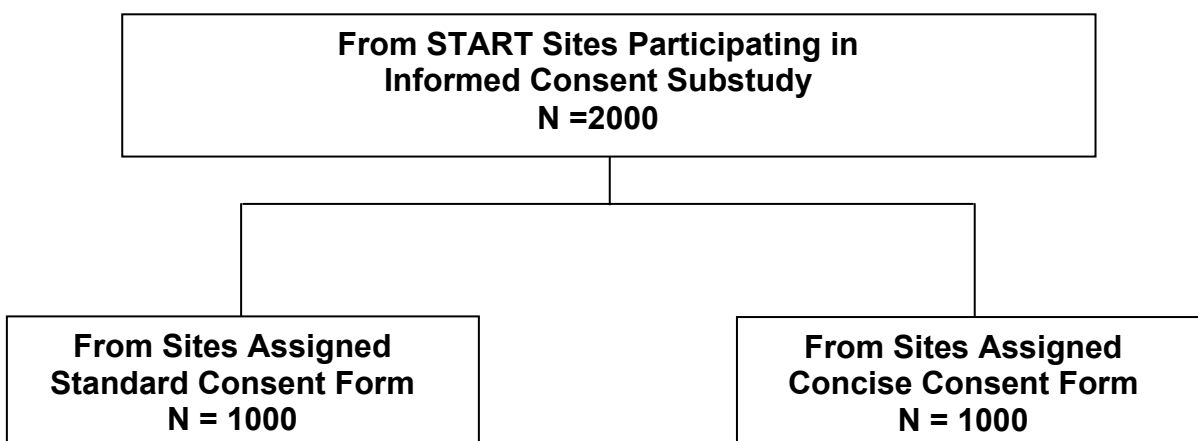 From START Sites Participating in
Informed Consent Substudy
N =2000
From Sites Assigned
Standard Consent Form
N = 1000
From Sites Assigned
Concise Consent Form
N = 1000